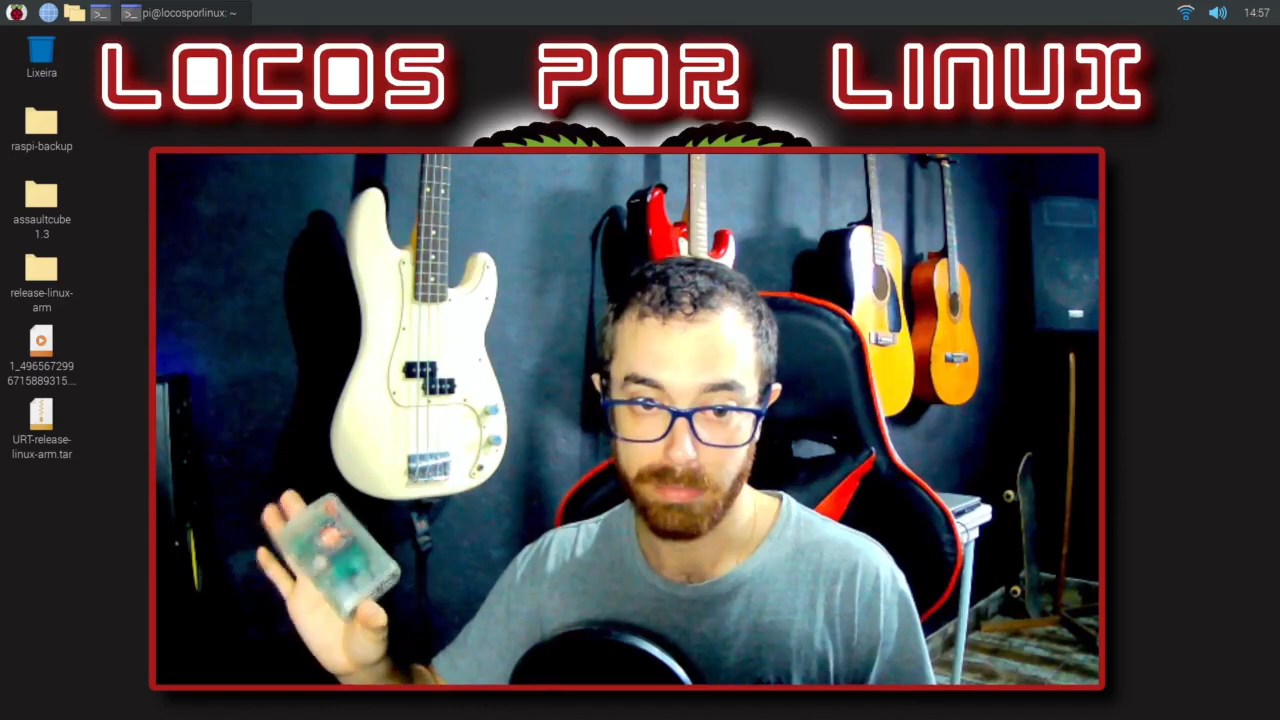 pi@locosporlinux: ~
14:57
LOCOS POR LINUX
Lixeira
raspi-backup
assaultcube
1.3
release-linux-
arm
1_496567299
6715889315....
URT-release-
linux-arm.tar